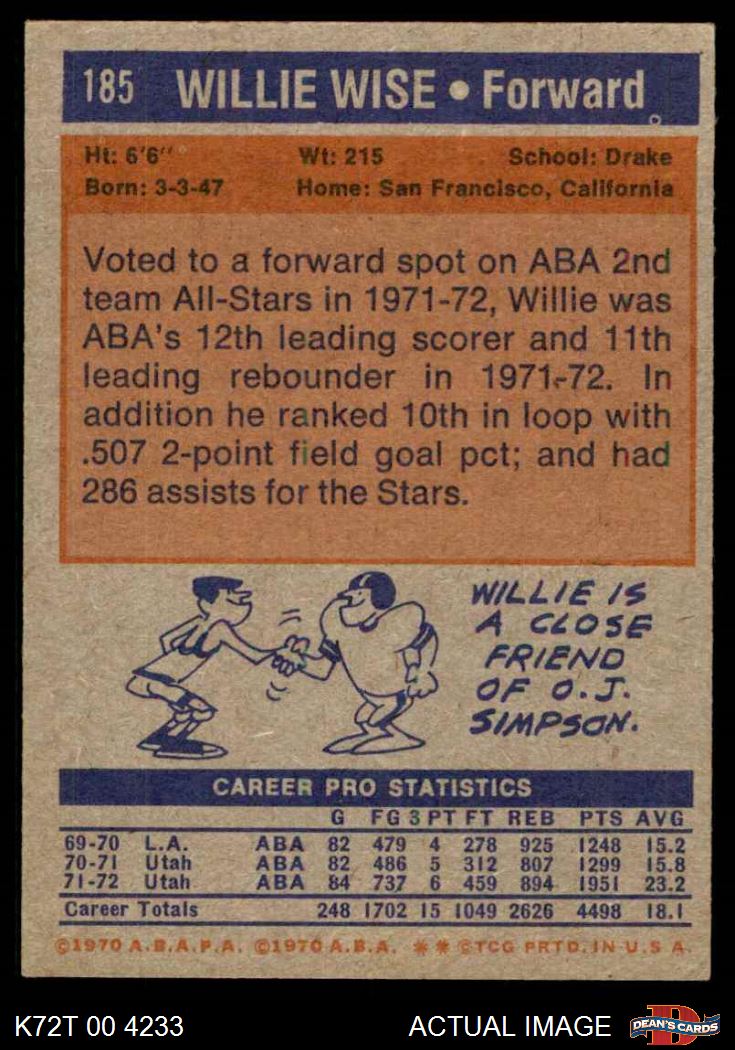 185 WILLIE WISE • Forward
Ht: 6'6" Wt: 215 School: Drake
Born: 3-3-47 Home: San Francisco, California
Voted to a forward spot on ABA 2nd
team All-Stars in 1971-72, Willie was
ABA's 12th leading scorer and 11th
leading rebounder in 1971-72. In
addition he ranked 10th in loop with
.507 2-point field goal pct; and had
286 assists for the Stars.
WILLIE IS
A CLOSE
FRIEND
OF O.J.
SIMPSON.
CAREER PRO STATISTICS
G FG 3 PT FT REB PTS AVG
69-70 L.A. ABA 82 479 4 278 925 1248 15.2
70-71 Utah ABA 82 486 5 312 807 1299 15.8
71-72 Utah ABA 84 737 6 459 894 1951 23.2
Career Totals 248 1702 15 1049 2626 4498 18.1
©1970 A.B.A.P.A. ©1970 A.B.A. ** ©TCG PRTD. IN U.S.A.
K72T 00 4233 ACTUAL IMAGE D DEAN'S CARDS